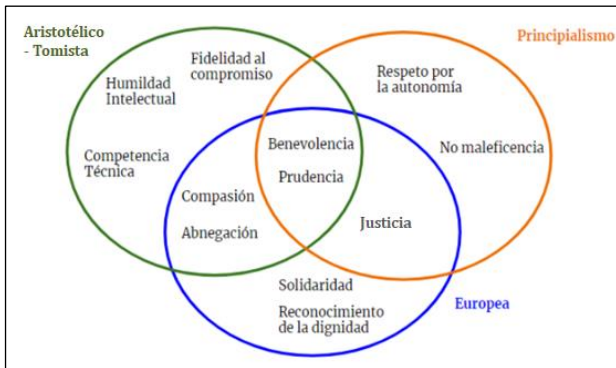 Aristotélico
- Tomista
Principialismo
Fidelidad al
compromiso
Humildad
Intelectual
Respeto por
la autonomía
Competencia
Técnica
Benevolencia
Prudencia
No maleficencia
Compasión
Abnegación
Justicia
Solidaridad
Reconocimiento
de la dignidad
Europea